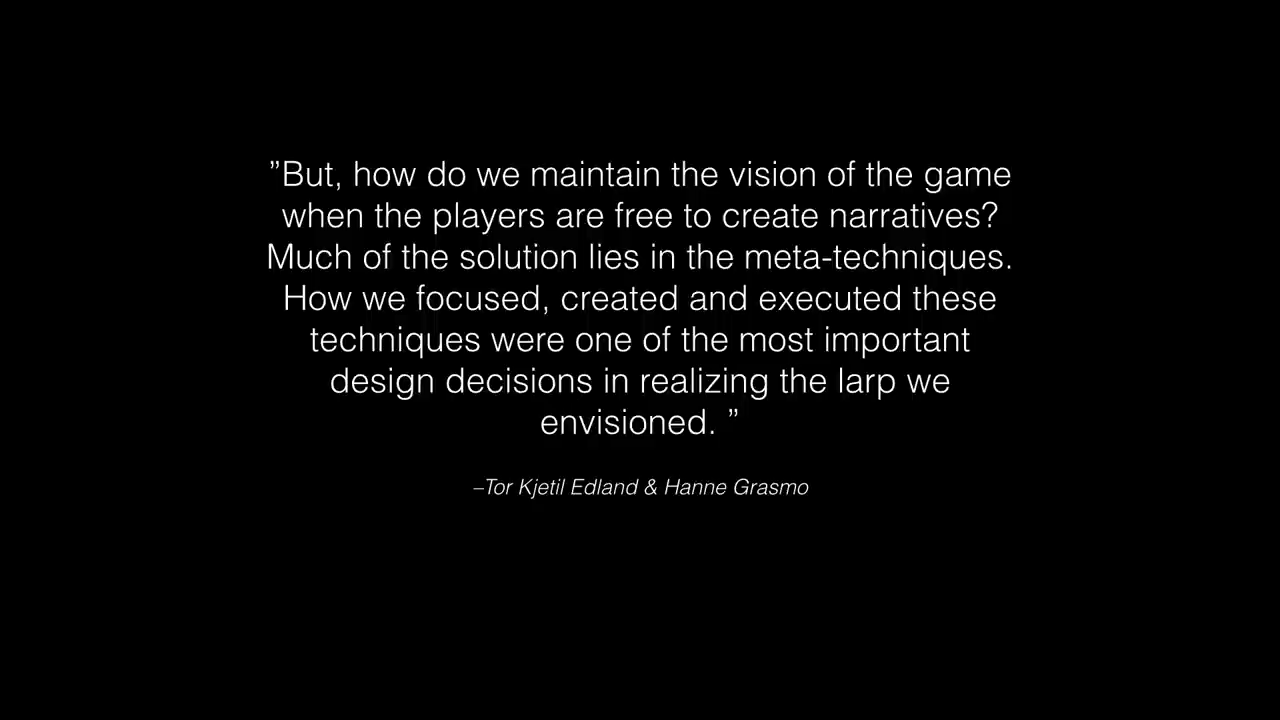 ”But, how do we maintain the vision of the game
when the players are free to create narratives?
Much of the solution lies in the meta-techniques.
How we focused, created and executed these
techniques were one of the most important
design decisions in realizing the larp we
envisioned. ”
–Tor Kjetil Edland & Hanne Grasmo